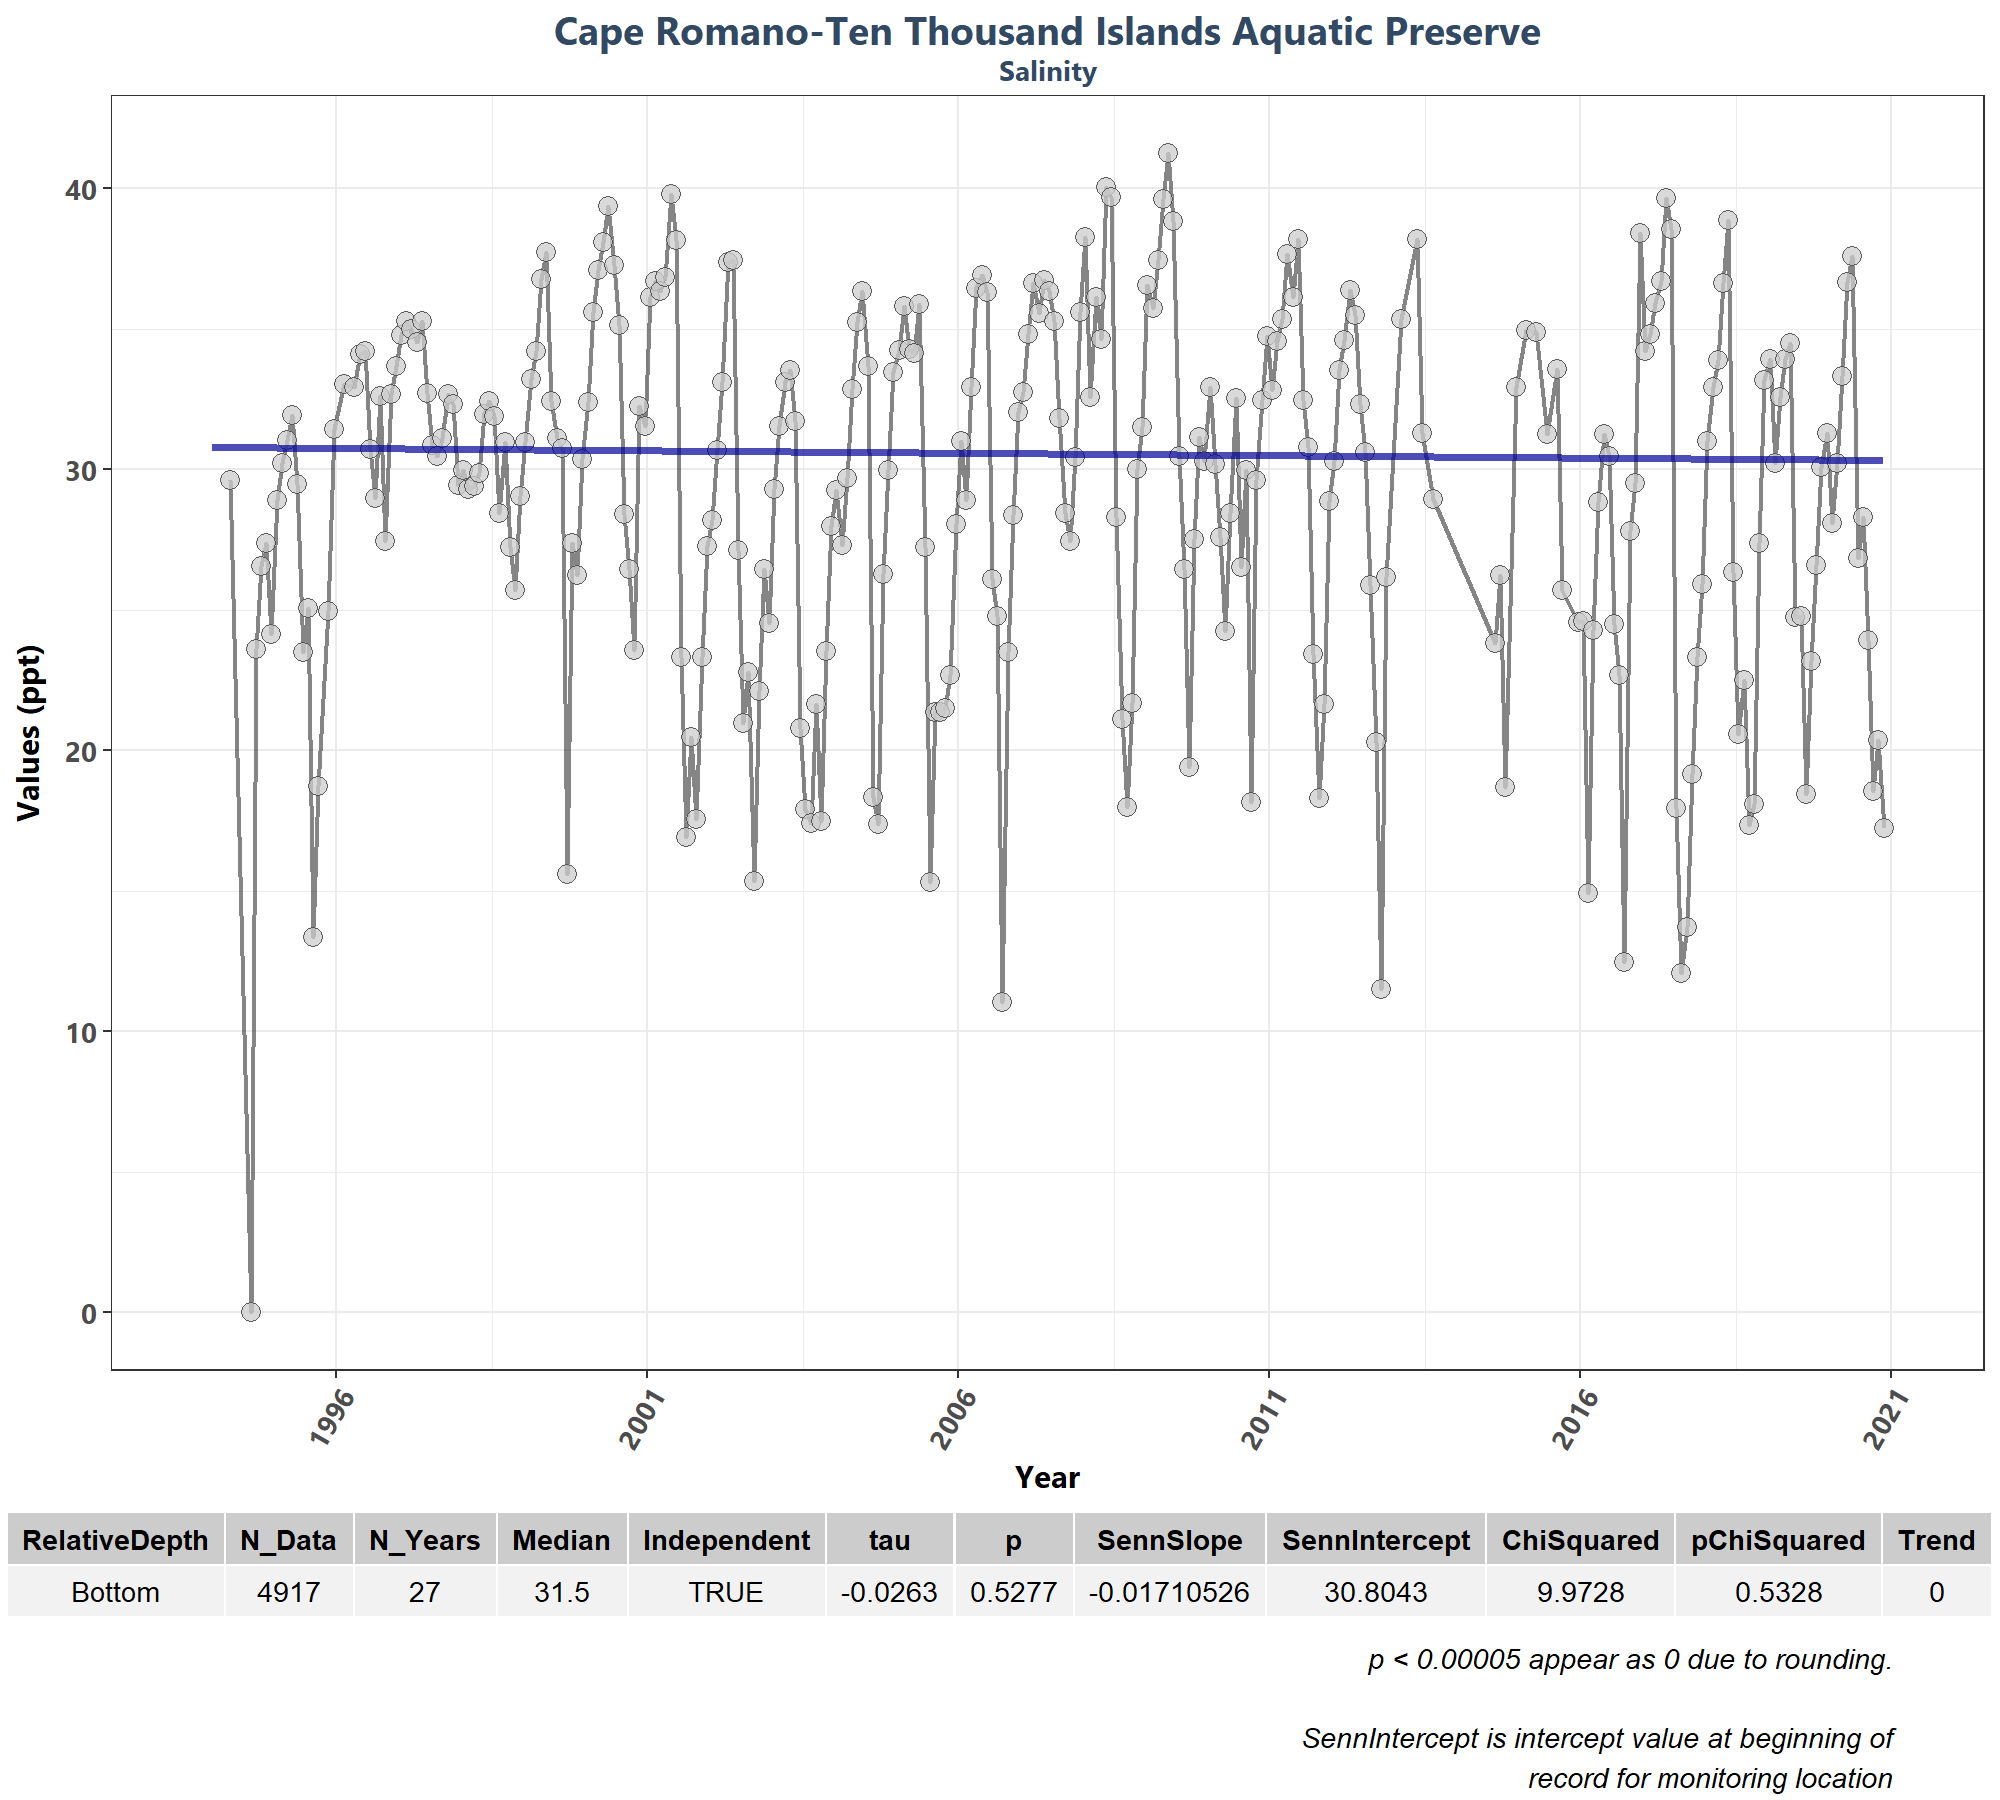 Cape Romano-Ten Thousand Islands Aquatic Preserve
Salinity
Values (ppt)
40
30
20
10
0
1996
2001
2006
2011
2016
2021
Year
RelativeDepth N_Data N_Years Median Independent tau p SennSlope SennIntercept ChiSquared pChiSquared Trend
Bottom 4917 27 31.5 TRUE -0.0263 0.5277 -0.01710526 30.8043 9.9728 0.5328 0
p < 0.00005 appear as 0 due to rounding.
SennIntercept is intercept value at beginning of
record for monitoring location